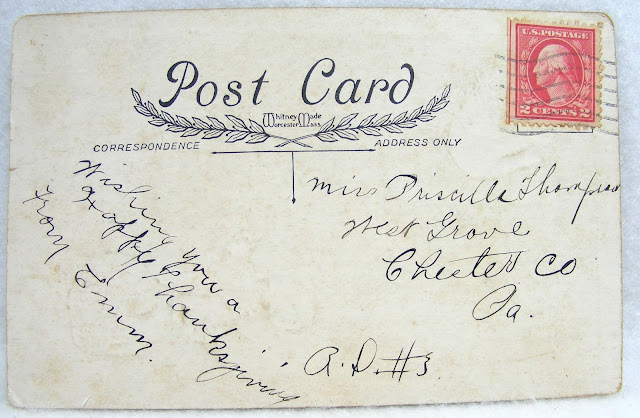 Post Card
Whitney Made
Worcester Mass
CORRESPONDENCE
ADDRESS ONLY
U.S. POSTAGE
2 CENTS 2
Wishing you a
Happy Thanksgiving
From Emm.
Miss Priscilla Thompson
West Grove
Chester Co
Pa.
R.D.#3